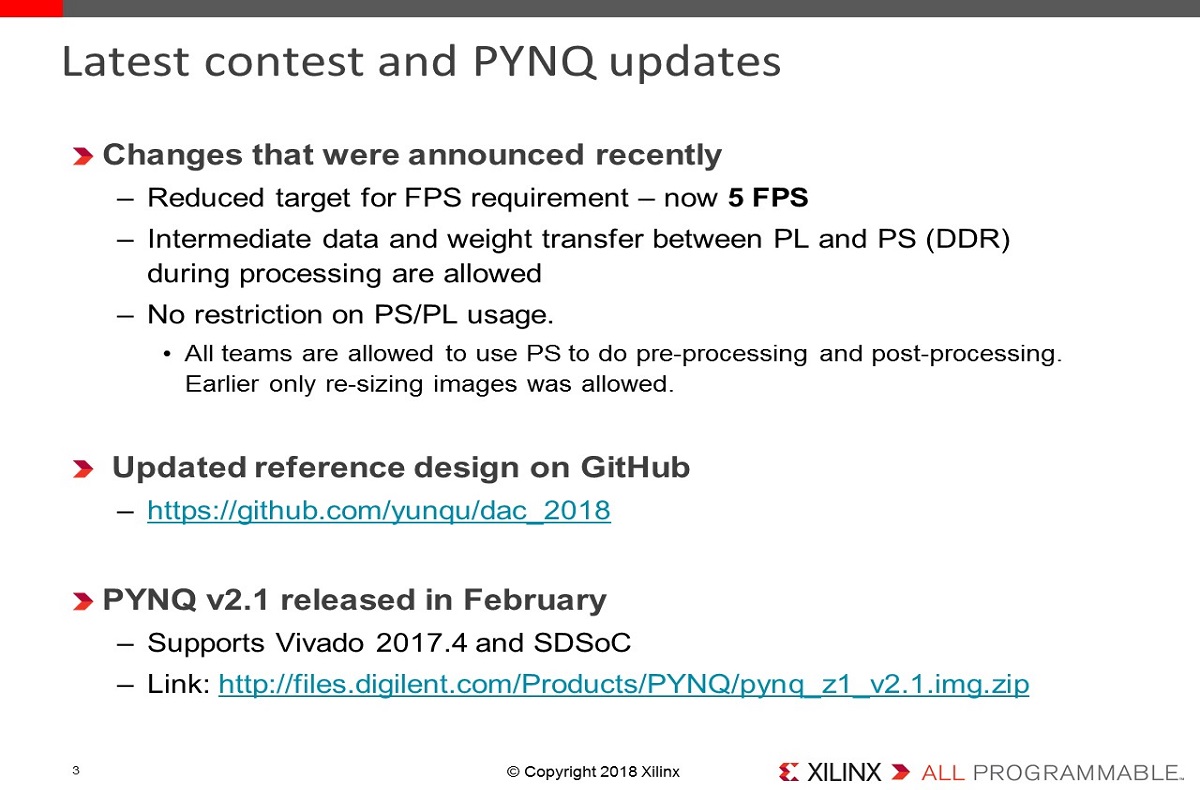 Latest contest and PYNQ updates
Changes that were announced recently
– Reduced target for FPS requirement – now 5 FPS
– Intermediate data and weight transfer between PL and PS (DDR)
during processing are allowed
– No restriction on PS/PL usage.
• All teams are allowed to use PS to do pre-processing and post-processing.
Earlier only re-sizing images was allowed.
Updated reference design on GitHub
– https://github.com/yunqu/dac_2018
PYNQ v2.1 released in February
– Supports Vivado 2017.4 and SDSoC
– Link: http://files.digilent.com/Products/PYNQ/pynq_z1_v2.1.img.zip
3
© Copyright 2018 Xilinx
XILINX ALL PROGRAMMABLE™